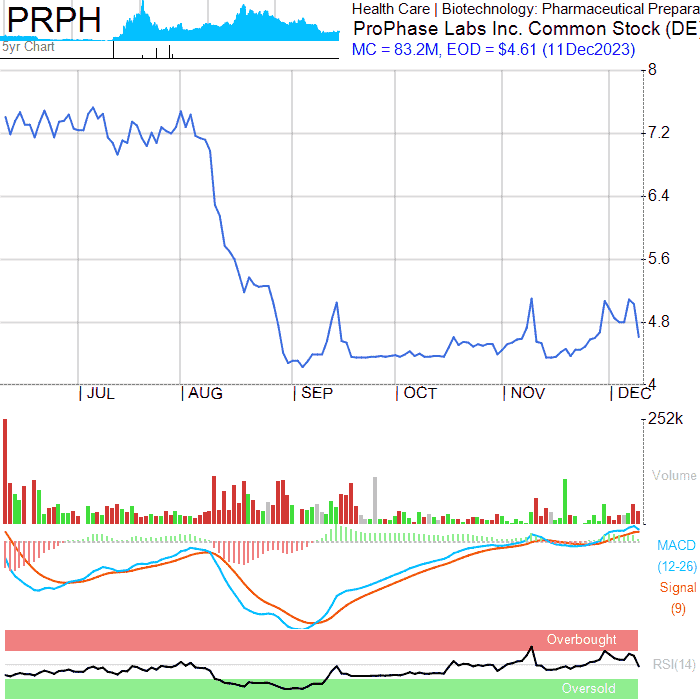 PRPH
Health Care | Biotechnology: Pharmaceutical Prepara
ProPhase Labs Inc. Common Stock (DE
5yr Chart
MC = 83.2M, EOD = $4.61 (11Dec2023)
8
7.2
6.4
5.6
4.8
4
JUL AUG SEP OCT NOV DEC
252k
Volume
MACD
(12-26)
Signal
(9)
Overbought
RSI(14)
Oversold